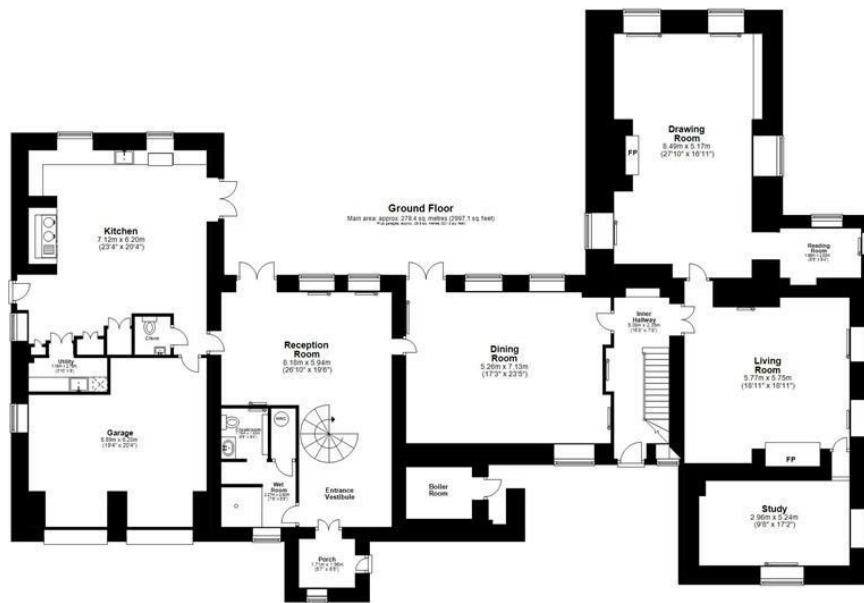 Drawing
Room
8.49m x 5.17m
(27'10" x 16'11")
FP
Ground Floor
Main area: approx. 278.4 sq. metres (2997.1 sq. feet)
Kitchen
7.12m x 6.20m
(23'4" x 20'4")
Reading
Room
Inner
Hallway
Reception
Room
8.18m x 5.94m
(26'10" x 19'6")
Dining
Room
5.26m x 7.13m
(17'3" x 23'5")
Living
Room
5.77m x 5.75m
(18'11" x 18'11")
FP
Utility
Garage
5.89m x 6.20m
(19'4" x 20'4")
Cloakroom
Wet
Room
Entrance
Vestibule
Boiler
Room
Study
2.96m x 5.24m
(9'8" x 17'2")
Porch